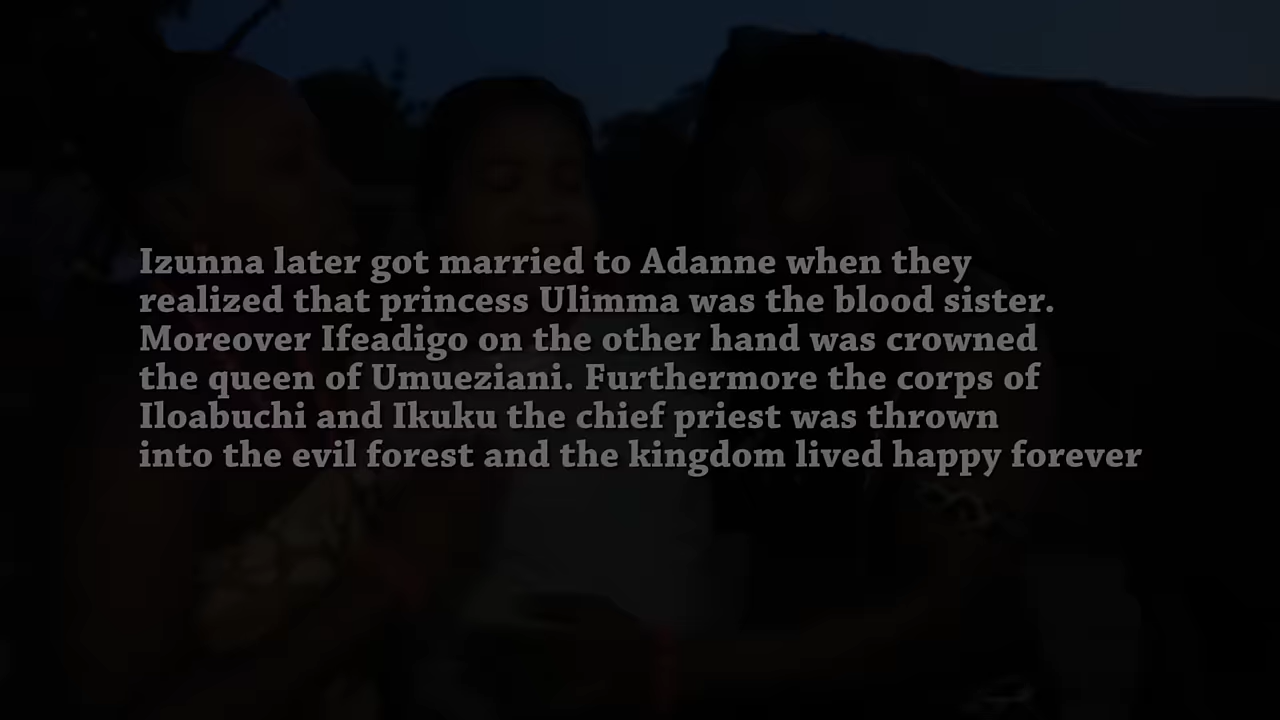 Izunna later got married to Adanne when they
realized that princess Ulimma was the blood sister.
Moreover Ifeadigo on the other hand was crowned
the queen of Umueziani. Furthermore the corps of
Iloabuchi and Ikuku the chief priest was thrown
into the evil forest and the kingdom lived happy forever